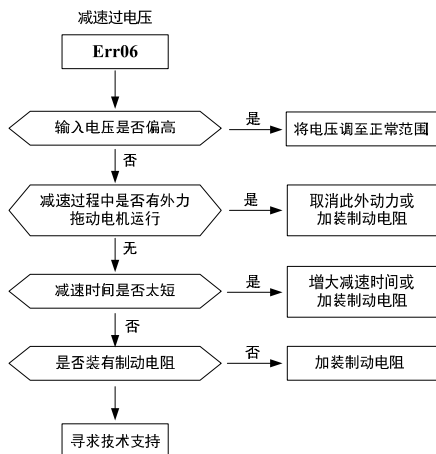 减速过电压
Err06
输入电压是否偏高
是
将电压调至正常范围
否
减速过程中是否有外力
拖动电机运行
是
取消此外动力或
加装制动电阻
无
减速时间是否太短
是
增大减速时间或
加装制动电阻
否
是否装有制动电阻
否
加装制动电阻
寻求技术支持